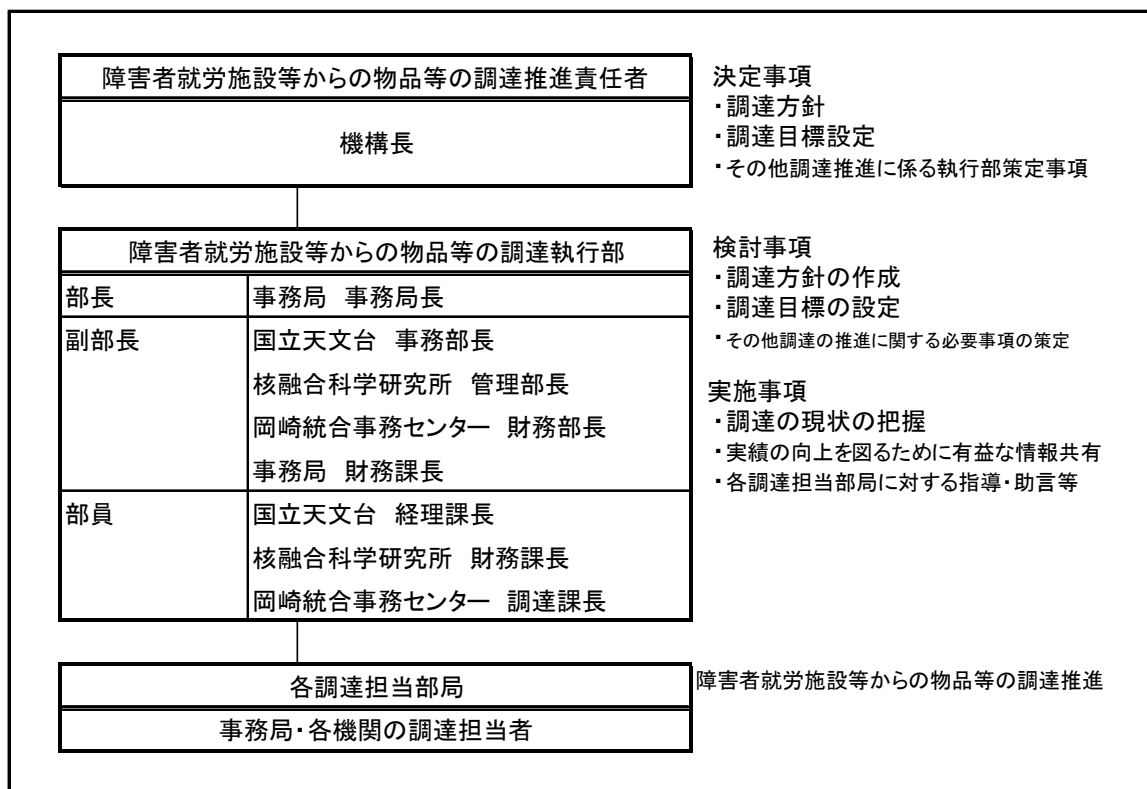 障害者就労施設等からの物品等の調達推進責任者
機構長
決定事項
・調達方針
・調達目標設定
・その他調達推進に係る執行部策定事項
障害者就労施設等からの物品等の調達執行部
部長 事務局 事務局長
副部長 国立天文台 事務部長
核融合科学研究所 管理部長
岡崎統合事務センター 財務部長
事務局 財務課長
部員 国立天文台 経理課長
核融合科学研究所 財務課長
岡崎統合事務センター 調達課長
検討事項
・調達方針の作成
・調達目標の設定
・その他調達の推進に関する必要事項の策定
実施事項
・調達の現状の把握
・実績の向上を図るために有益な情報共有
・各調達担当部局に対する指導・助言等
各調達担当部局
事務局・各機関の調達担当者
障害者就労施設等からの物品等の調達推進